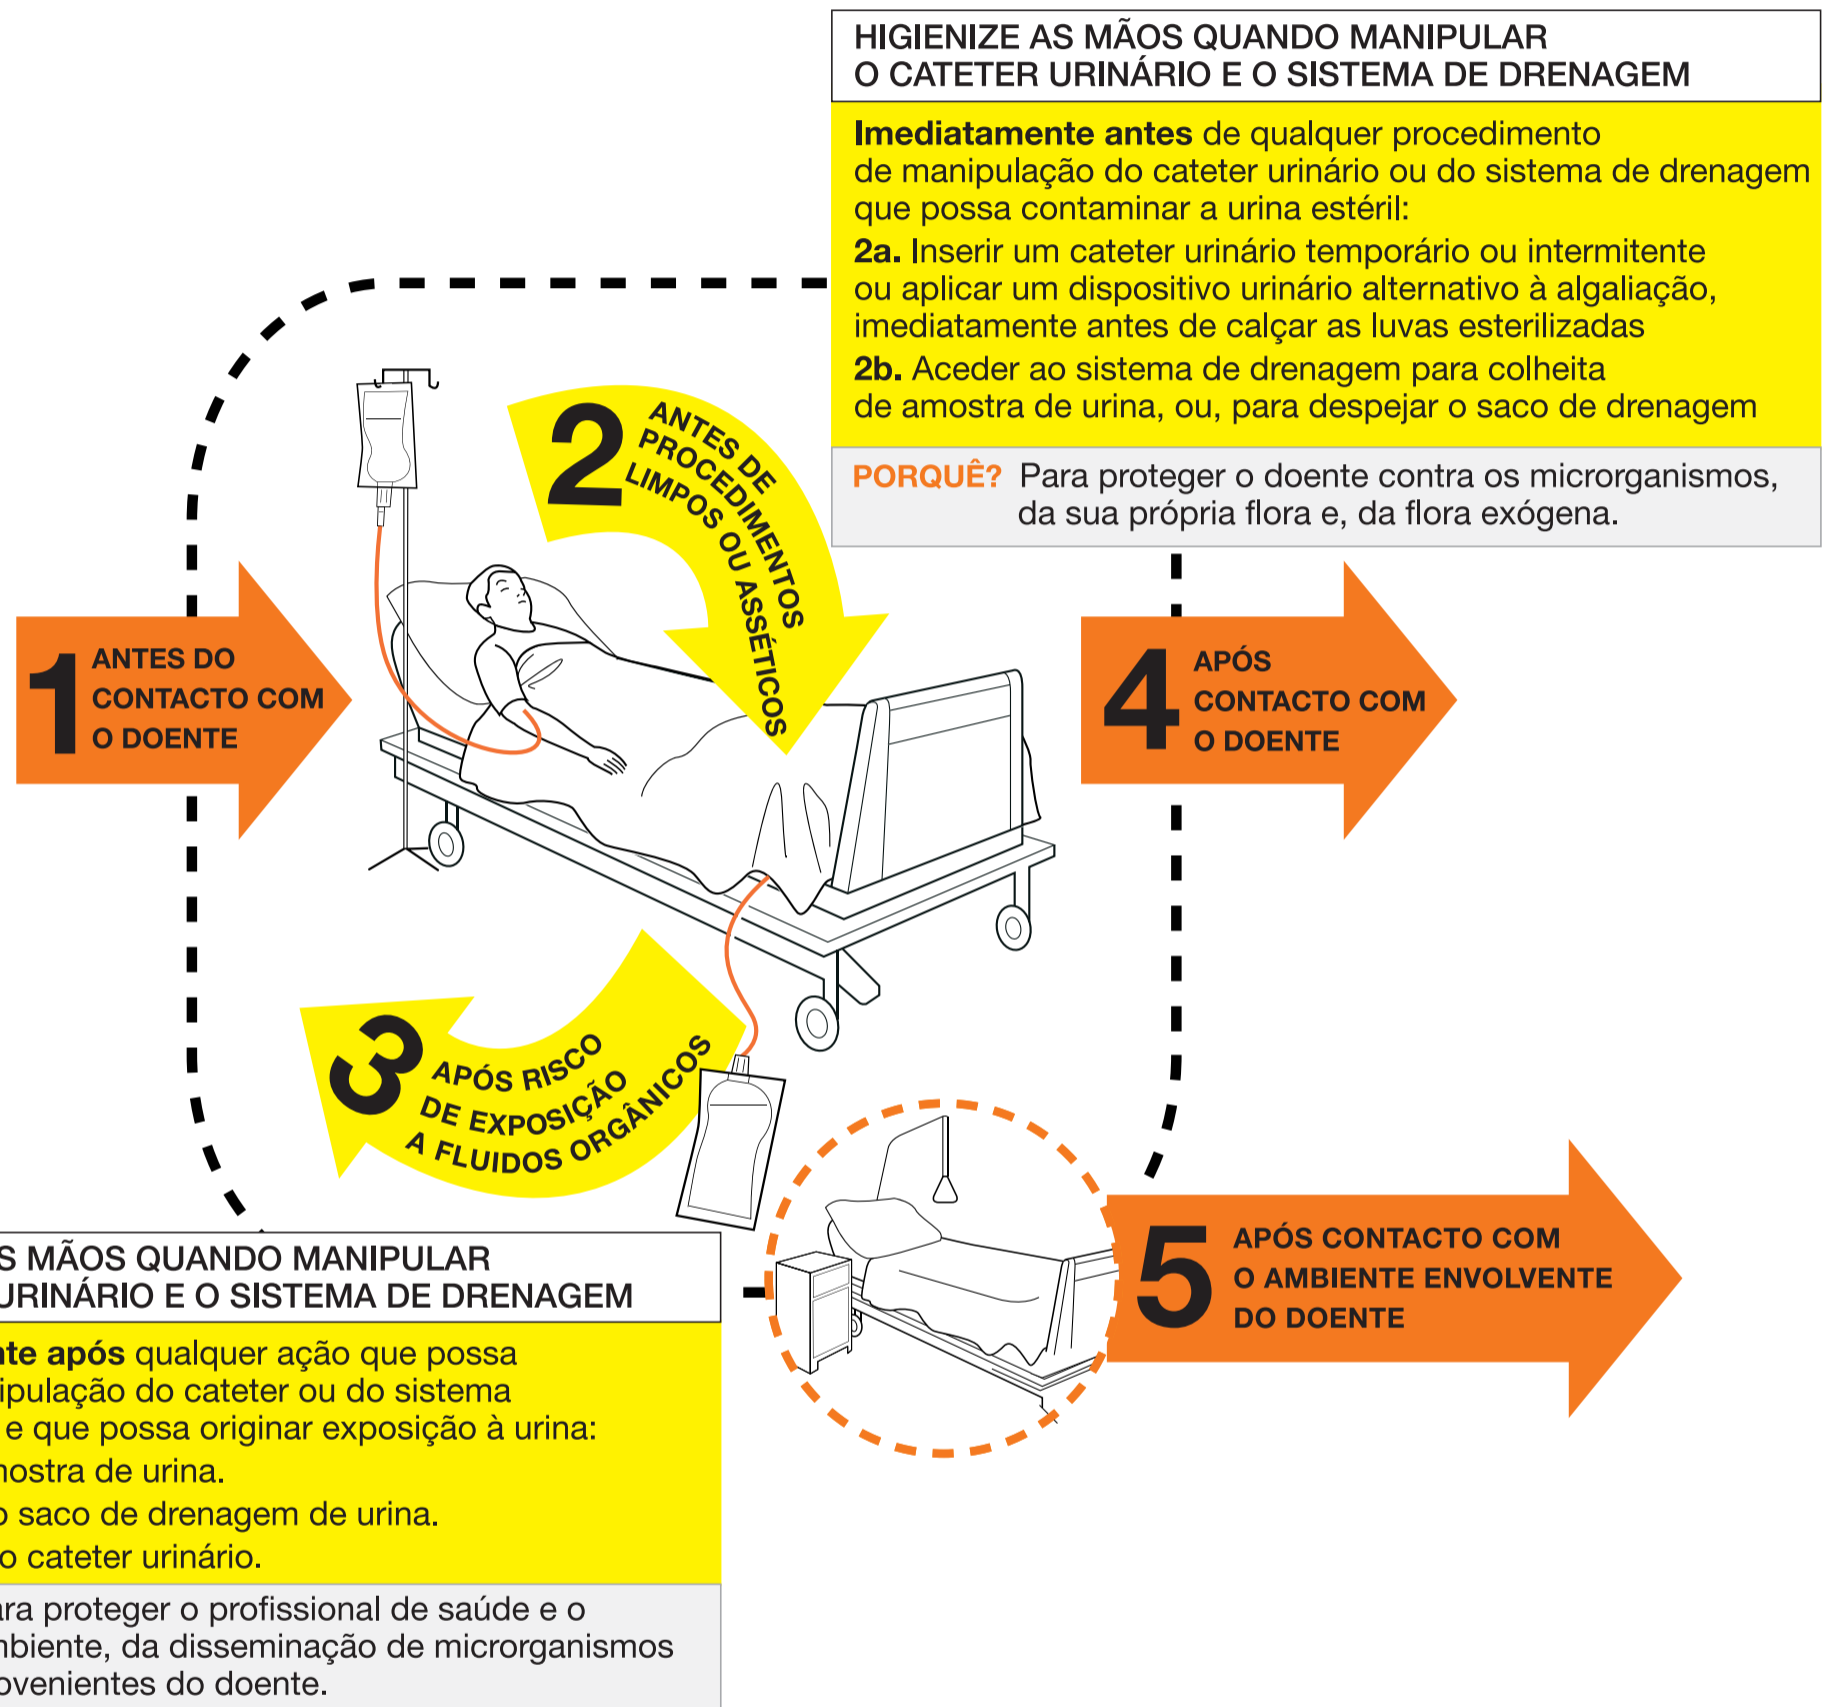 HIGIENIZE AS MÃOS QUANDO MANIPULAR
O CATETER URINÁRIO E O SISTEMA DE DRENAGEM
Imediatamente antes de qualquer procedimento
de manipulação do cateter urinário ou do sistema de drenagem
que possa contaminar a urina estéril:
2a. Inserir um cateter urinário temporário ou intermitente
ou aplicar um dispositivo urinário alternativo à algaliação,
imediatamente antes de calçar as luvas esterilizadas
2b. Aceder ao sistema de drenagem para colheita
de amostra de urina, ou, para despejar o saco de drenagem
PORQUÊ? Para proteger o doente contra os microrganismos,
da sua própria flora e, da flora exógena.
1
ANTES DO
CONTACTO COM
O DOENTE
2
ANTES DE
PROCEDIMENTOS
LIMPOS OU ASSÉTICOS
4
APÓS
CONTACTO COM
O DOENTE
3
APÓS RISCO
DE EXPOSIÇÃO
A FLUIDOS ORGÂNICOS
5
APÓS CONTACTO COM
O AMBIENTE ENVOLVENTE
DO DOENTE
S MÃOS QUANDO MANIPULAR
URINÁRIO E O SISTEMA DE DRENAGEM
nte após qualquer ação que possa
ipulação do cateter ou do sistema
e que possa originar exposição à urina:
nostra de urina.
o saco de drenagem de urina.
o cateter urinário.
ara proteger o profissional de saúde e o
mbiente, da disseminação de microrganismos
ovenientes do doente.